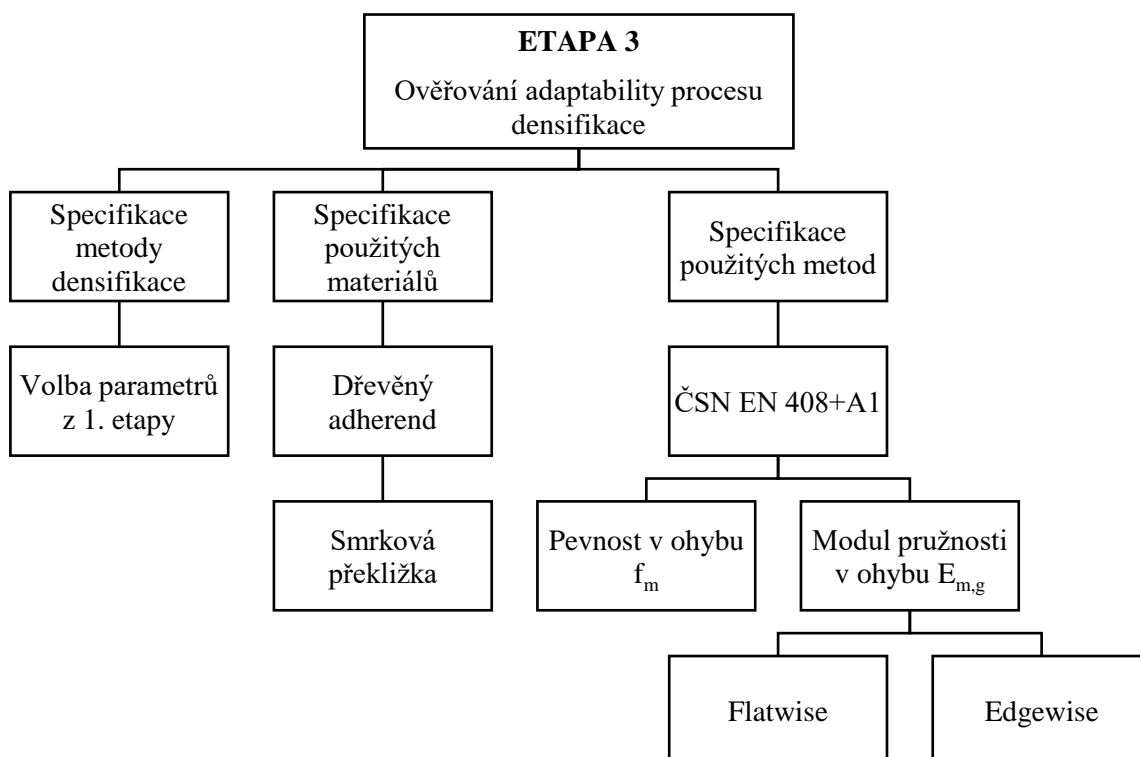 ETAPA 3
Ověřování adaptability procesu
densifikace
Specifikace
metody
densifikace
Specifikace
použitých
materiálů
Specifikace
použitých metod
Volba parametrů
z 1. etapy
Dřevěný
adherend
ČSN EN 408+A1
Smrková
překližka
Pevnost v ohybu
fm
Modul pružnosti
v ohybu Em,g
Flatwise
Edgewise